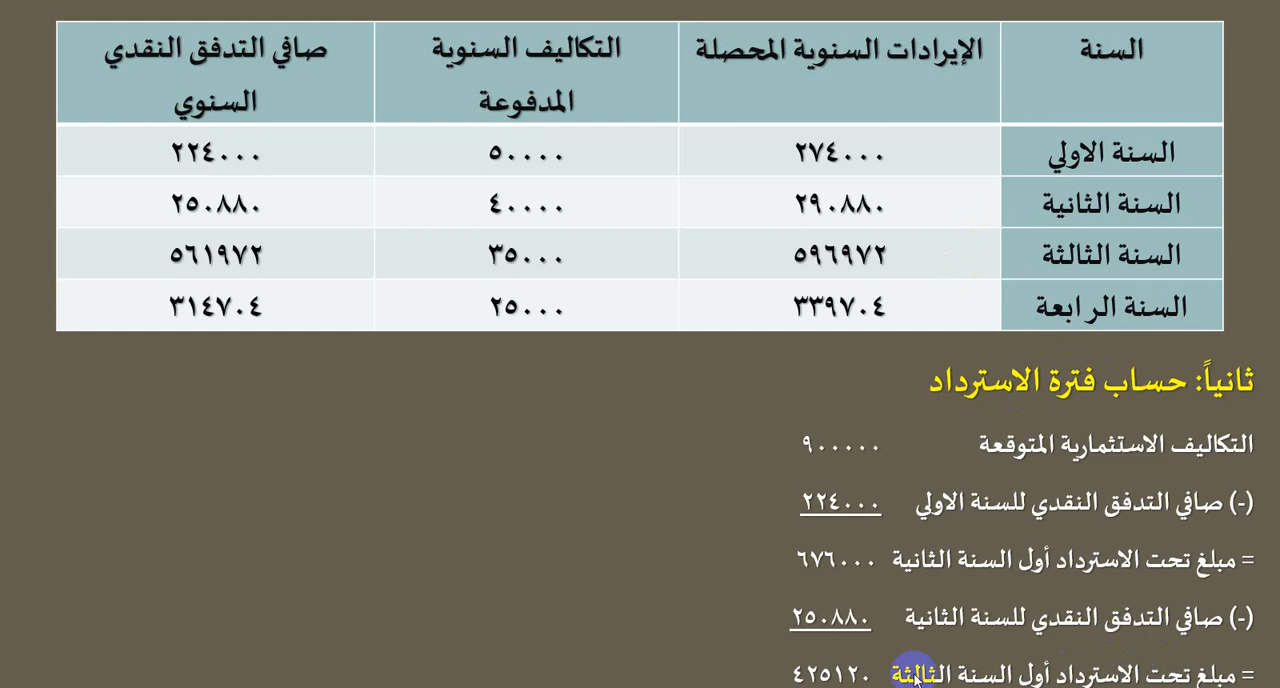 السنة الإيرادات السنوية المحصلة التكاليف السنوية المدفوعة صافي التدفق النقدي السنوي
السنة الاولي ٢٧٤٠٠٠ ٥٠٠٠٠ ٢٢٤٠٠٠
السنة الثانية ٢٩٠٨٨٠ ٤٠٠٠٠ ٢٥٠٨٨٠
السنة الثالثة ٥٩٦٩٧٢ ٣٥٠٠٠ ٥٦١٩٧٢
السنة الرابعة ٣٣٩٧٠٤ ٢٥٠٠٠ ٣١٤٧٠٤
ثانياً: حساب فترة الاسترداد
التكاليف الاستثمارية المتوقعة ٩٠٠٠٠٠
(-) صافي التدفق النقدي للسنة الاولي ٢٢٤٠٠٠
= مبلغ تحت الاسترداد أول السنة الثانية ٦٧٦٠٠٠
(-) صافي التدفق النقدي للسنة الثانية ٢٥٠٨٨٠
= مبلغ تحت الاسترداد أول السنة الثالثة ٤٢٥١٢٠